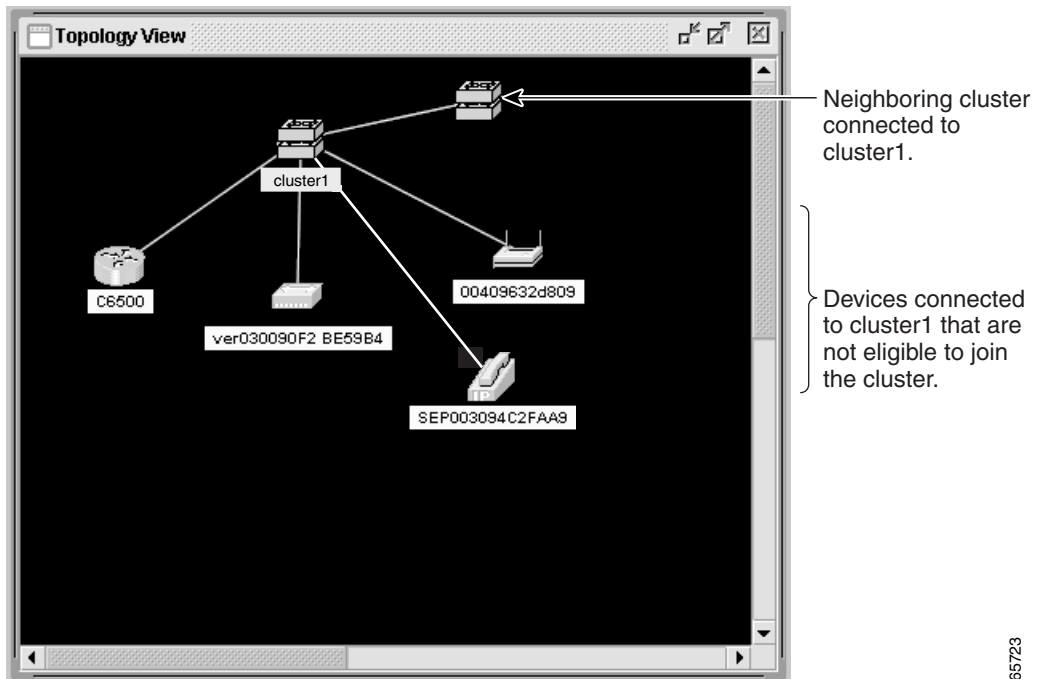 Topology View
Neighboring cluster
connected to
cluster1.
cluster1
C6500
ver030090F2 BE59B4
00409632d809
IP
SEP003094C2FAA9
Devices connected
to cluster1 that are
not eligible to join
the cluster.
65723